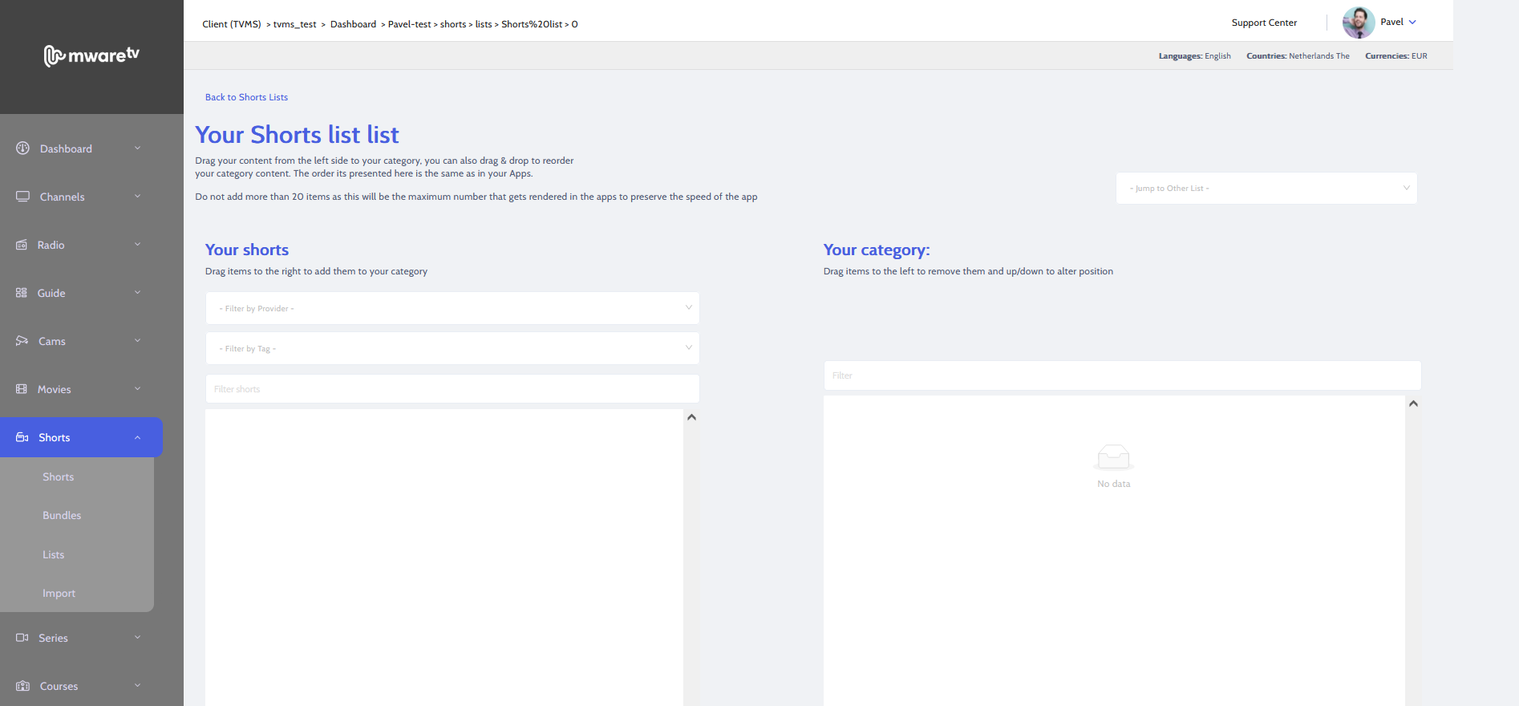 mware tv
Client (TVMS) > tvms_test > Dashboard > Pavel-test > shorts > lists > Shorts%20list > 0
Support Center
Pavel
Languages: English Countries: Netherlands The Currencies: EUR
Dashboard
Channels
Radio
Guide
Cams
Movies
Shorts
Shorts
Bundles
Lists
Import
Series
Courses
Back to Shorts Lists
Your Shorts list list
Drag your content from the left side to your category, you can also drag & drop to reorder
your category content. The order its presented here is the same as in your Apps.
Do not add more than 20 items as this will be the maximum number that gets rendered in the apps to preserve the speed of the app
- Jump to Other List -
Your shorts
Drag items to the right to add them to your category
- Filter by Provider -
- Filter by Tag -
Filter shorts
Your category:
Drag items to the left to remove them and up/down to alter position
Filter
No data